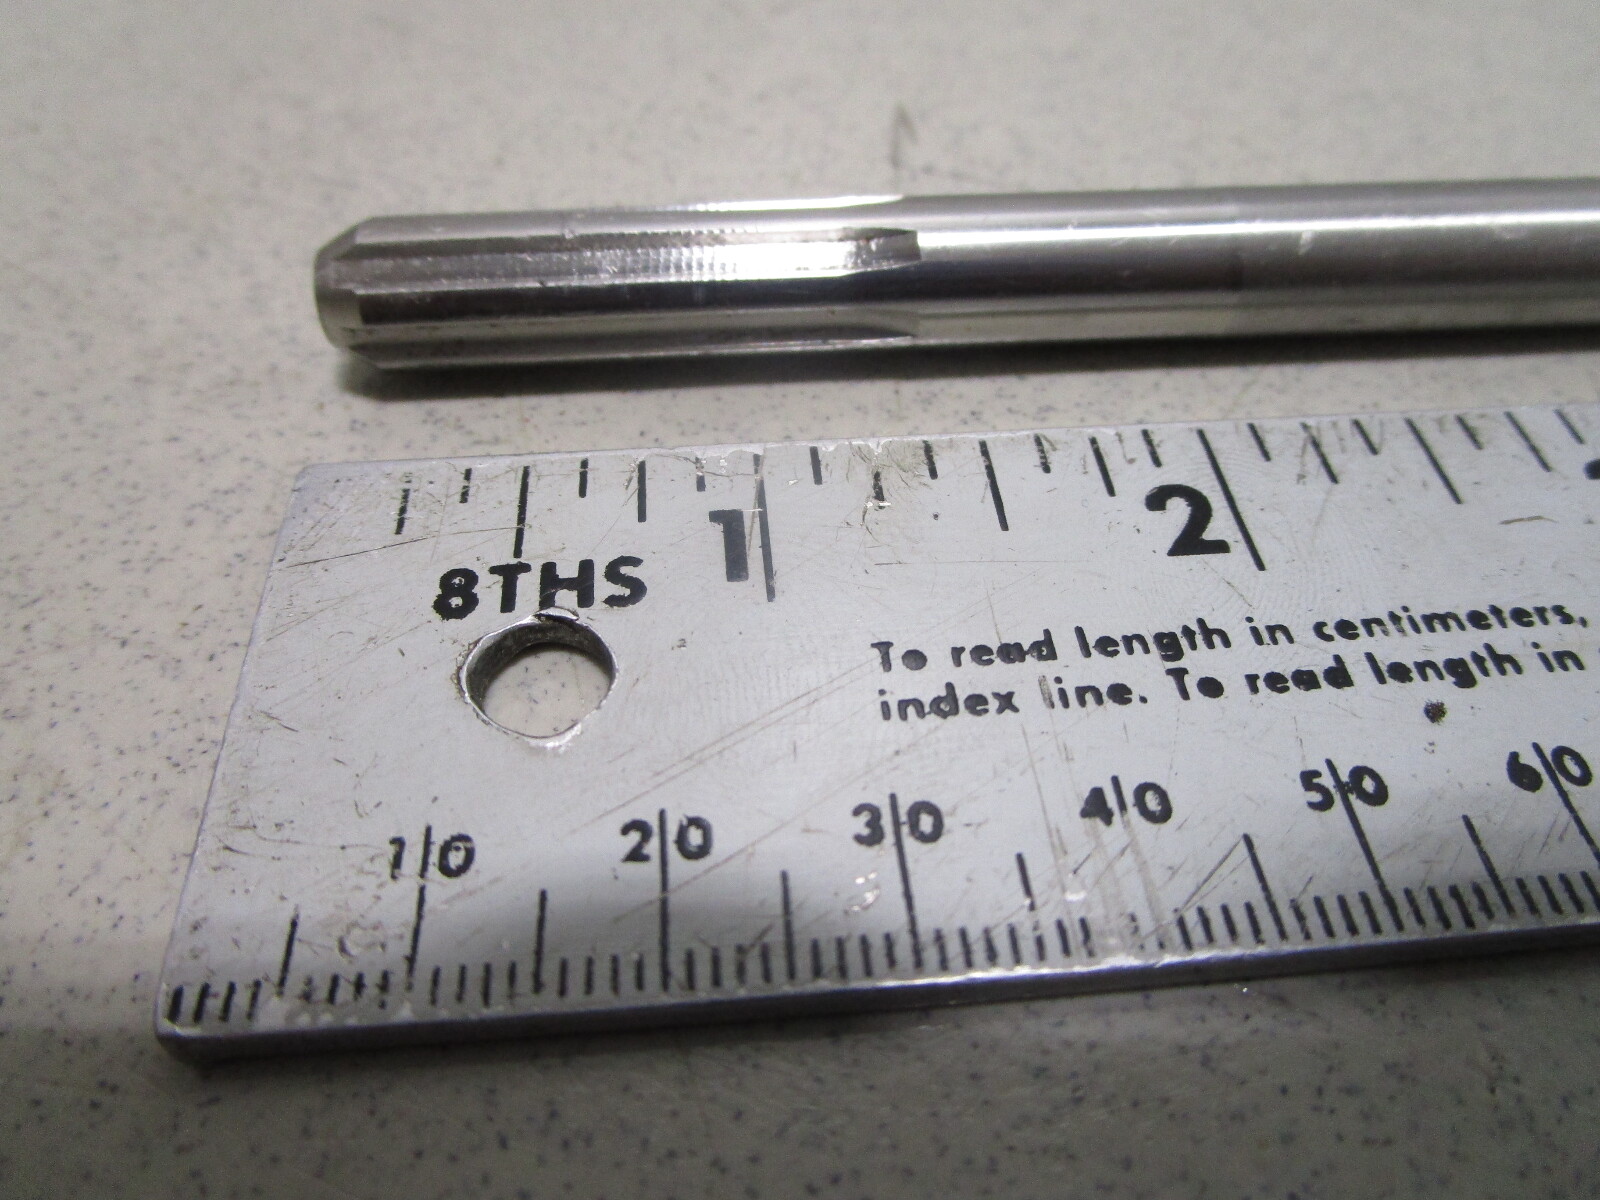 1 2
8THS
To read length in centimeters,
index line. To read length in
10 20 30 40 50 60